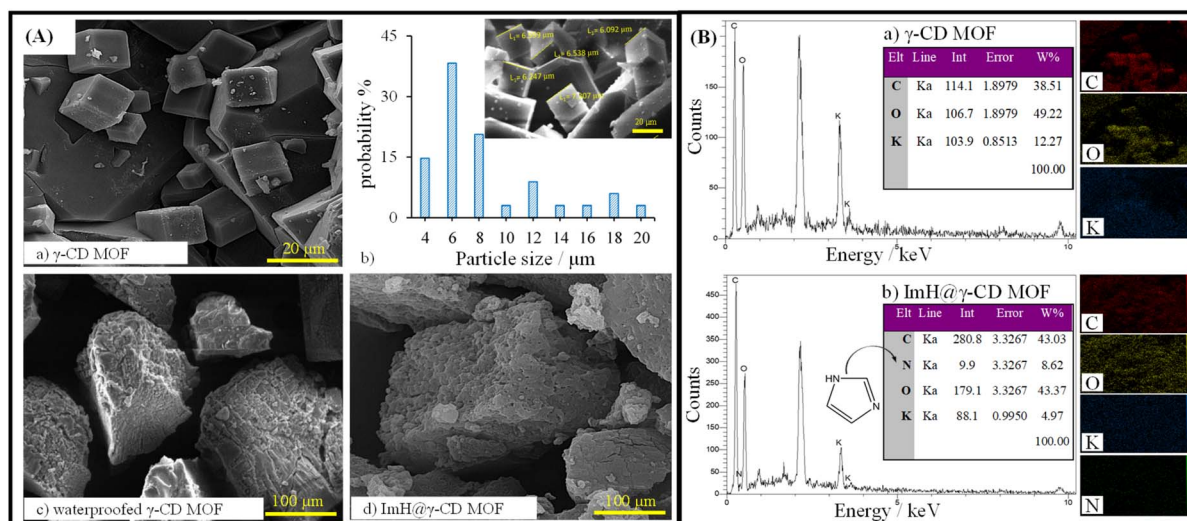 (A)
20 μm
a) γ-CD MOF
probability %
45
30
15
0
4 6 8 10 12 14 16 18 20
b) Particle size / μm
L₂= 6.092 μm
6.538 μm
20 μm
c) waterproofed γ-CD MOF
100 μm
d) ImH@γ-CD MOF
100 μm
(B)
a) γ-CD MOF
Counts
150
100
50
0
C
O
K
K
Elt Line Int Error W%
C Ka 114.1 1.8979 38.51
O Ka 106.7 1.8979 49.22
K Ka 103.9 0.8513 12.27
100.00
0 5 10
Energy / keV
C
O
K
b) ImH@γ-CD MOF
Counts
450
400
350
300
250
200
150
100
50
0
C
N
O
K
K
Elt Line Int Error W%
C Ka 280.8 3.3267 43.03
N Ka 9.9 3.3267 8.62
O Ka 179.1 3.3267 43.37
K Ka 88.1 0.9950 4.97
100.00
HN
N
0 5 10
Energy / keV
C
O
K
N